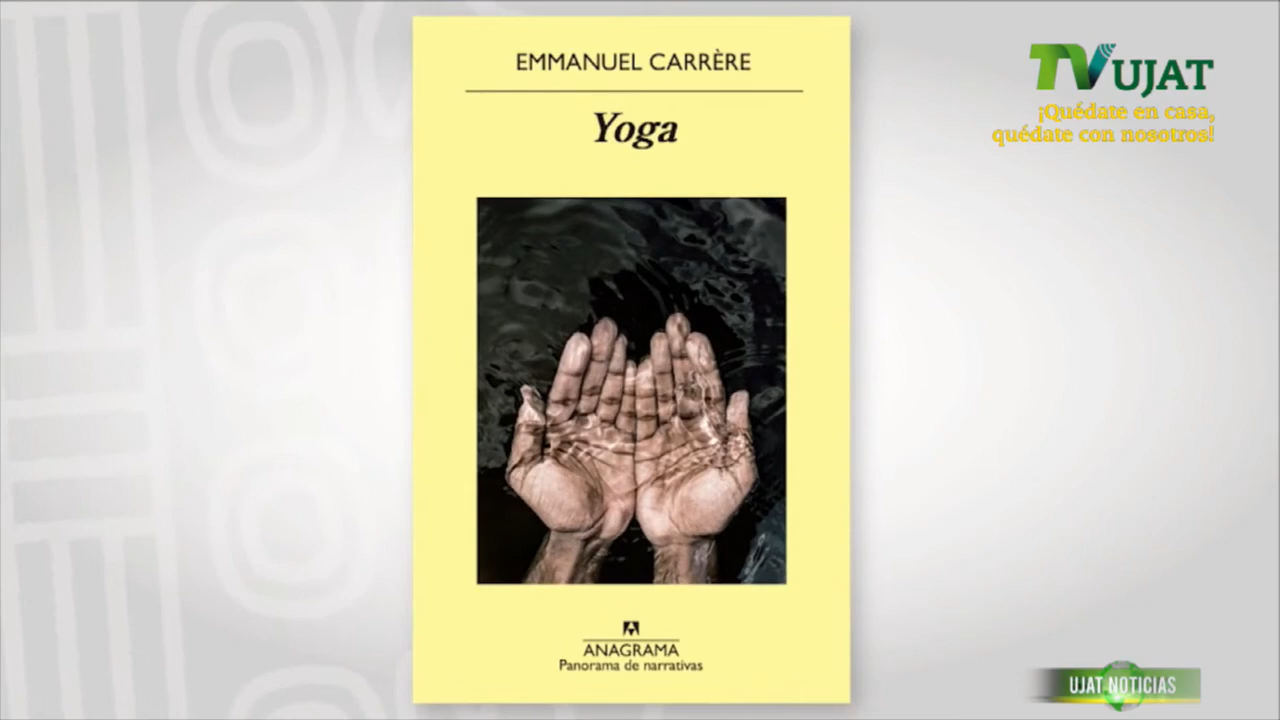 EMMANUEL CARRÈRE
Yoga
ANAGRAMA
Panorama de narrativas
TVUJAT
¡Quédate en casa,
quédate con nosotros!
UJAT NOTICIAS